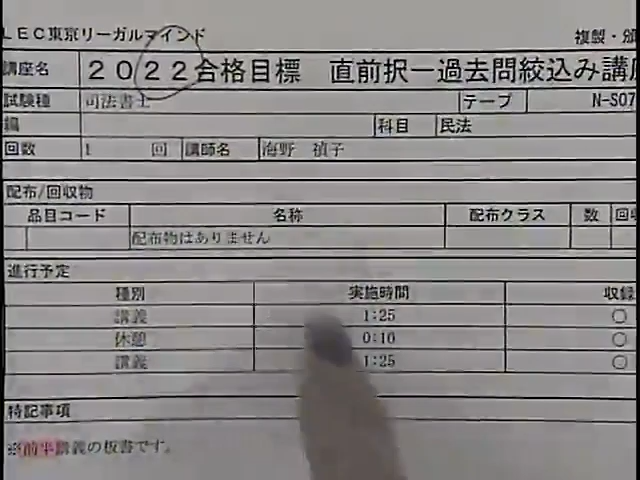 LEC東京リーガルマインド 複製・頒
講座名 2022合格目標 直前択一過去問絞込み講座
試験種 司法書士 テープ N-S07
編 科目 民法
回数 1 回 講師名 海野 禎子
配布/回収物
品目コード 名称 配布クラス 数 回収
配布物はありません
進行予定
種別 実施時間 収録
講義 1:25 〇
休憩 0:10 〇
講義 1:25 〇
特記事項
※前半講義の板書です。